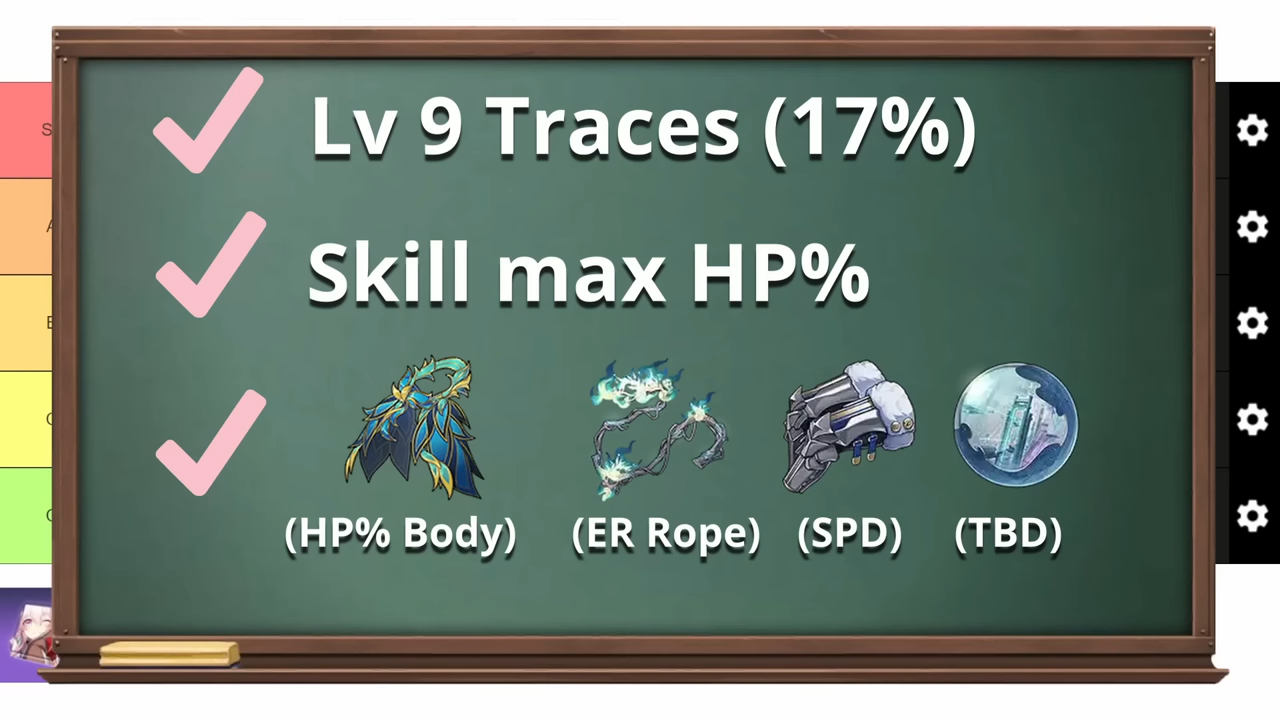 Lv 9 Traces (17%)
Skill max HP%
(HP% Body) (ER Rope) (SPD) (TBD)
S